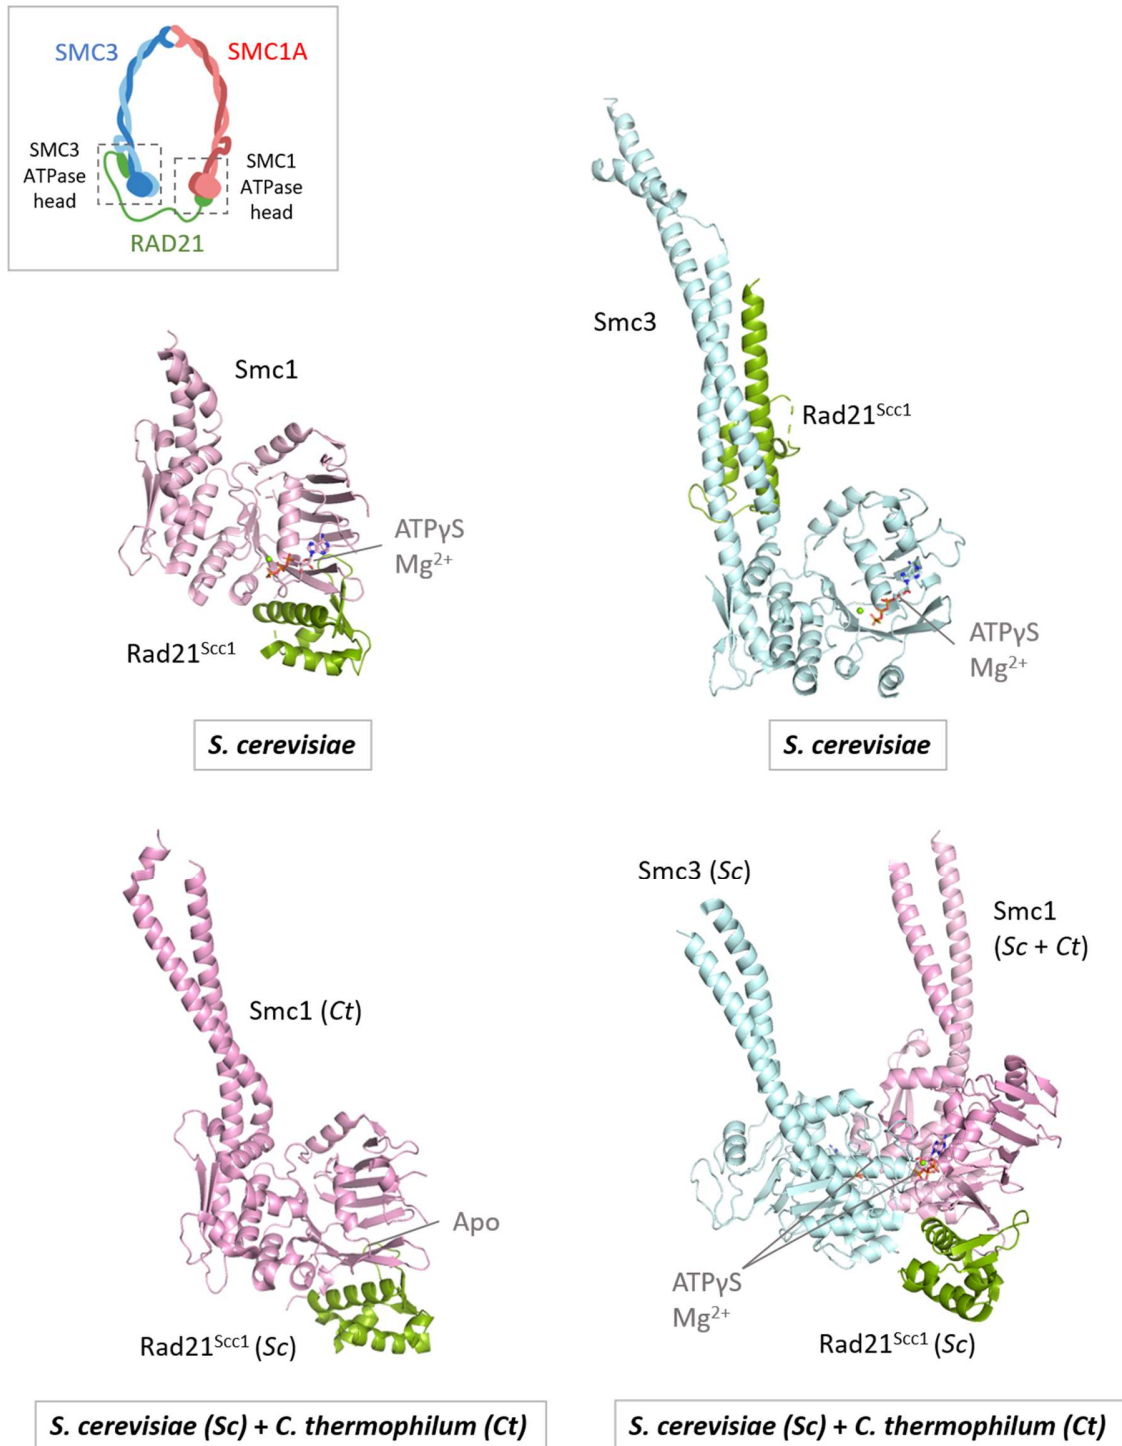 SMC3
SMC1A
SMC3
ATPase
head
SMC1
ATPase
head
RAD21
Smc1
ATPγS
Mg²⁺
Rad21ˢᶜᶜ¹
S. cerevisiae
Smc3
Rad21ˢᶜᶜ¹
ATPγS
Mg²⁺
S. cerevisiae
Smc1 (Ct)
Apo
Rad21ˢᶜᶜ¹ (Sc)
S. cerevisiae (Sc) + C. thermophilum (Ct)
Smc3 (Sc)
Smc1
(Sc + Ct)
ATPγS
Mg²⁺
Rad21ˢᶜᶜ¹ (Sc)
S. cerevisiae (Sc) + C. thermophilum (Ct)